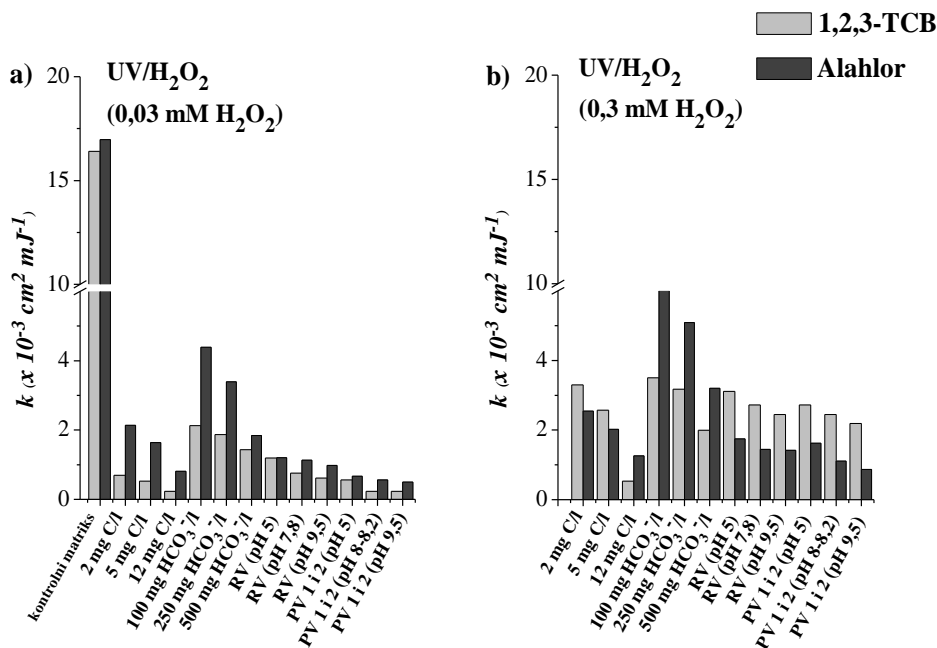 1,2,3-TCB
Alahlor
a)
UV/H₂O₂
(0,03 mM H₂O₂)
20
15
10
4
2
0
k (x 10⁻³ cm² mJ⁻¹)
kontrolni matriks
2 mg C/l
5 mg C/l
12 mg C/l
100 mg HCO₃⁻/l
250 mg HCO₃⁻/l
500 mg HCO₃⁻/l
RV (pH 5)
RV (pH 7,8)
RV (pH 9,5)
PV 1 i 2 (pH 5)
PV 1 i 2 (pH 8-8,2)
PV 1 i 2 (pH 9,5)
b)
UV/H₂O₂
(0,3 mM H₂O₂)
20
15
10
4
2
0
k (x 10⁻³ cm² mJ⁻¹)
2 mg C/l
5 mg C/l
12 mg C/l
100 mg HCO₃⁻/l
250 mg HCO₃⁻/l
500 mg HCO₃⁻/l
RV (pH 5)
RV (pH 7,8)
RV (pH 9,5)
PV 1 i 2 (pH 5)
PV 1 i 2 (pH 8-8,2)
PV 1 i 2 (pH 9,5)